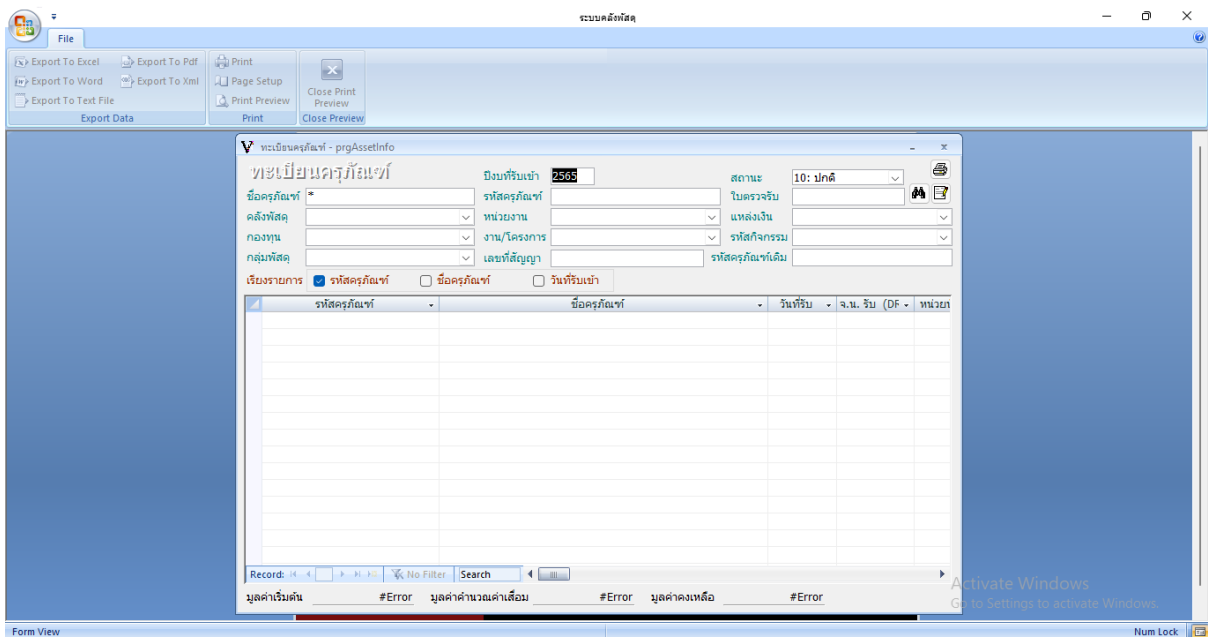 ระบบคลังพัสดุ
File
Export To Excel Export To Pdf Print
Export To Word Export To Xml Page Setup Close Print Preview
Export To Text File Print Preview
Export Data Print Close Preview
ทะเบียนครุภัณฑ์ - prgAssetInfo
ทะเบียนครุภัณฑ์ ปีงบที่รับเข้า 2565 สถานะ 10: ปกติ
ชื่อครุภัณฑ์ * รหัสครุภัณฑ์ ใบตรวจรับ
คลังพัสดุ หน่วยงาน แหล่งเงิน
กองทุน งาน/โครงการ รหัสกิจกรรม
กลุ่มพัสดุ เลขที่สัญญา รหัสครุภัณฑ์เดิม
เรียงรายการ รหัสครุภัณฑ์ ชื่อครุภัณฑ์ วันที่รับเข้า
รหัสครุภัณฑ์ ชื่อครุภัณฑ์ วันที่รับ จ.น. รับ (DF หน่วยน
Record: No Filter Search
มูลค่าเริ่มต้น #Error มูลค่าคำนวณค่าเสื่อม #Error มูลค่าคงเหลือ #Error
Activate Windows
Go to Settings to activate Windows.
Form View Num Lock